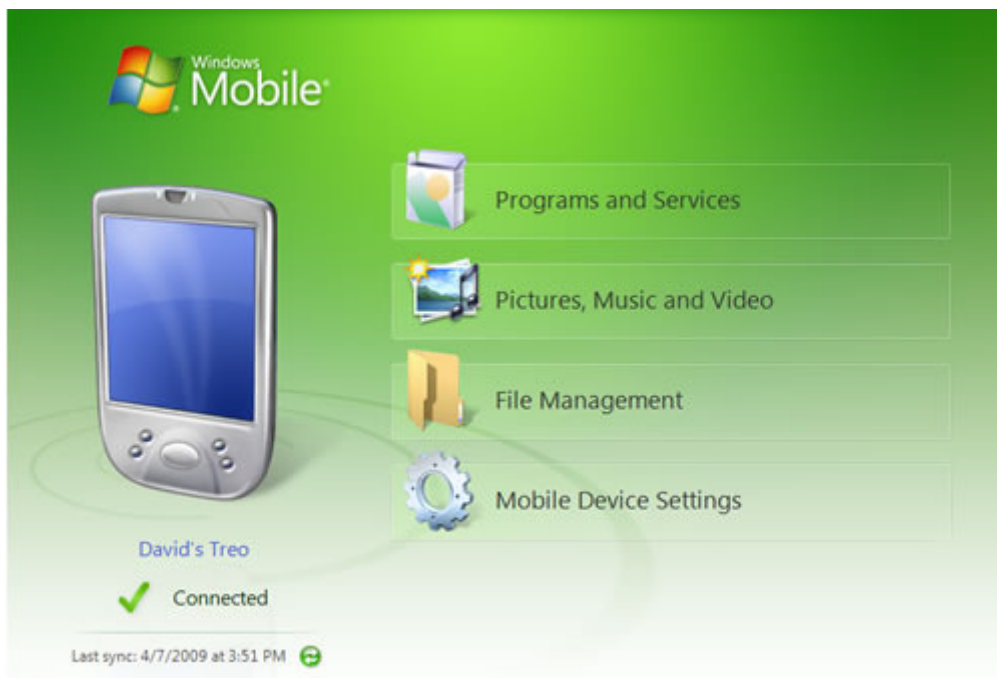 Windows
Mobile®
Programs and Services
Pictures, Music and Video
File Management
Mobile Device Settings
David's Treo
Connected
Last sync: 4/7/2009 at 3:51 PM